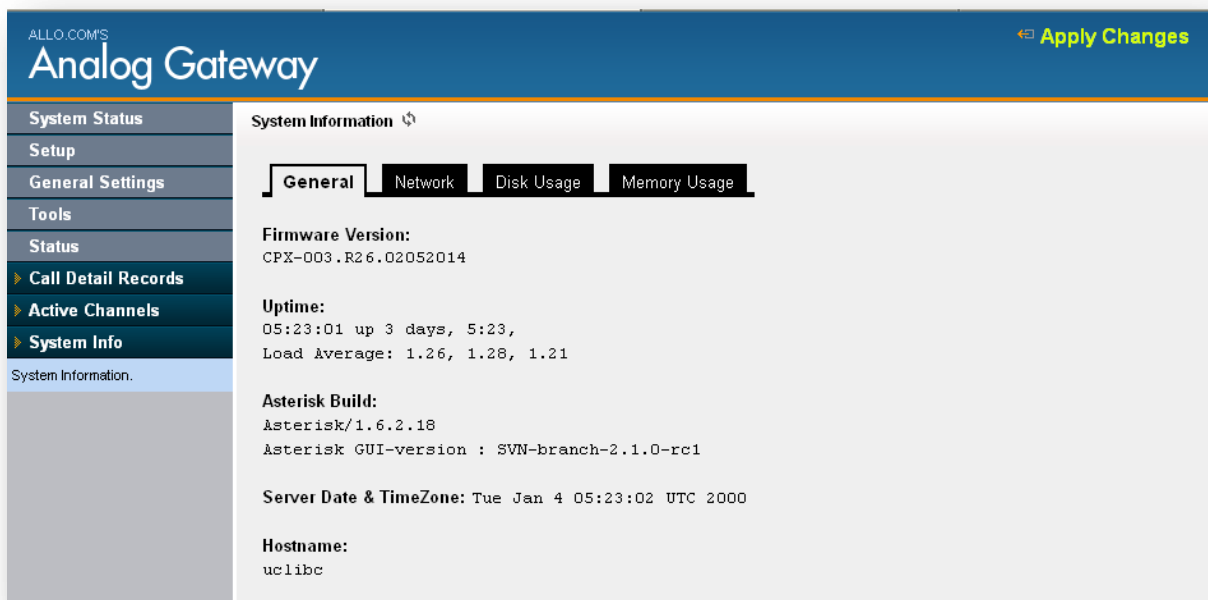 ALLO.COM'S
Analog Gateway
Apply Changes
System Status
Setup
General Settings
Tools
Status
Call Detail Records
Active Channels
System Info
System Information.
System Information
General Network Disk Usage Memory Usage
Firmware Version:
CPX-003.R26.02052014
Uptime:
05:23:01 up 3 days, 5:23,
Load Average: 1.26, 1.28, 1.21
Asterisk Build:
Asterisk/1.6.2.18
Asterisk GUI-version : SVN-branch-2.1.0-rc1
Server Date & TimeZone: Tue Jan 4 05:23:02 UTC 2000
Hostname:
uclibc